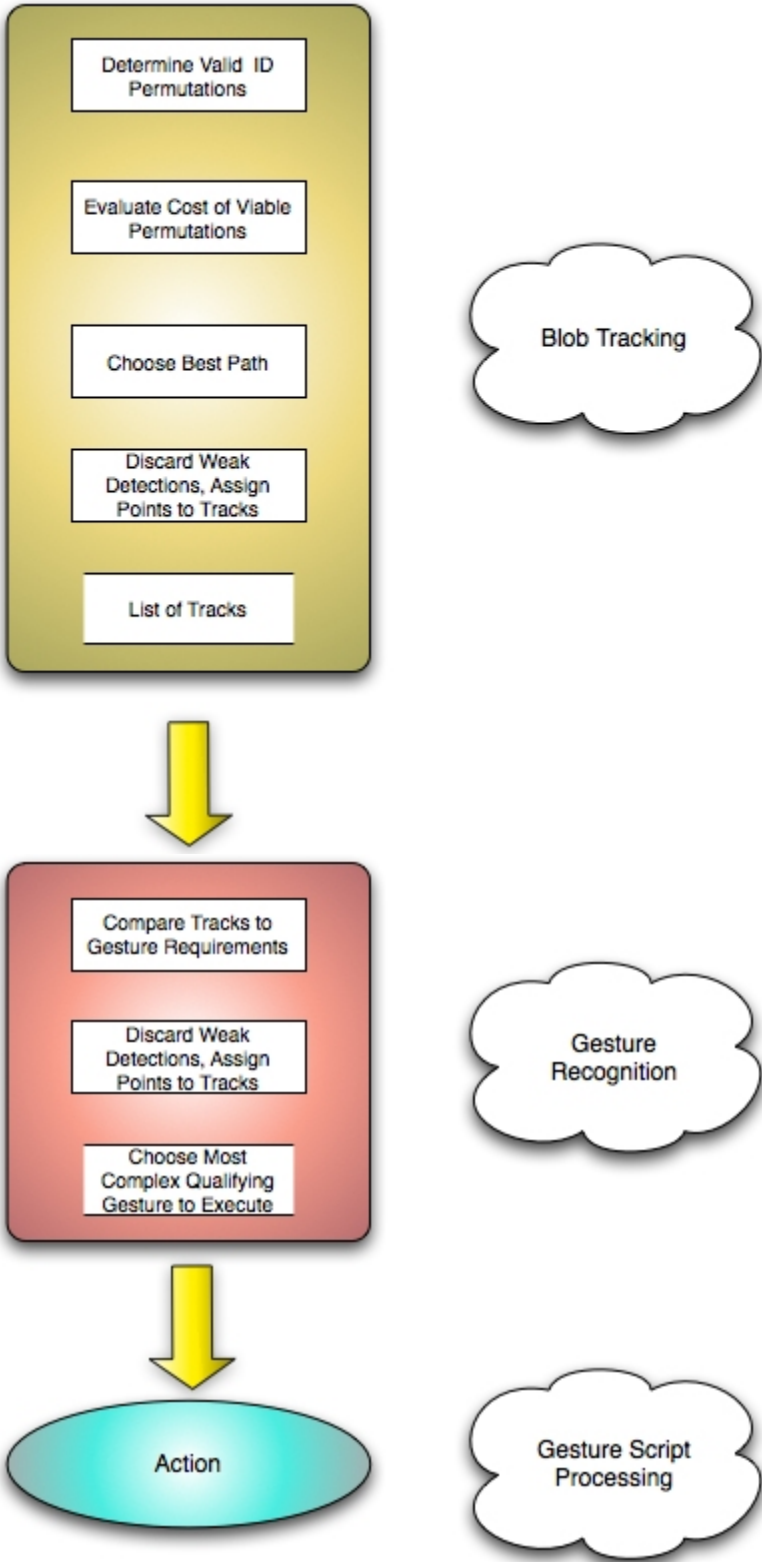 Determine Valid ID
Permutations
Evaluate Cost of Viable
Permutations
Choose Best Path
Blob Tracking
Discard Weak
Detections, Assign
Points to Tracks
List of Tracks
Compare Tracks to
Gesture Requirements
Discard Weak
Detections, Assign
Points to Tracks
Gesture
Recognition
Choose Most
Complex Qualifying
Gesture to Execute
Action
Gesture Script
Processing